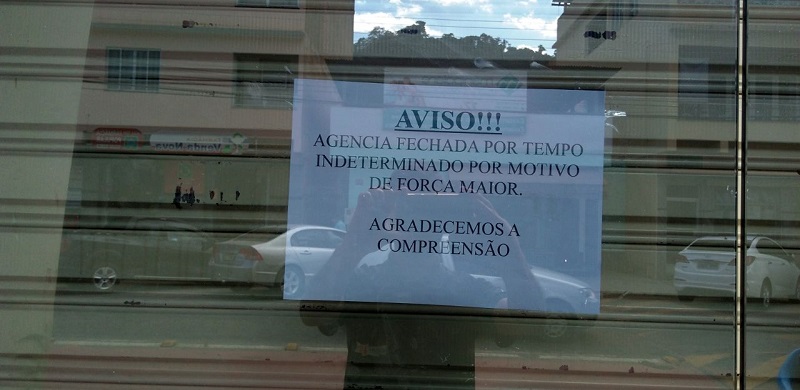 AVISO!!!
AGENCIA FECHADA POR TEMPO
INDETERMINADO POR MOTIVO
DE FORÇA MAIOR.
AGRADECEMOS A
COMPREENSÃO